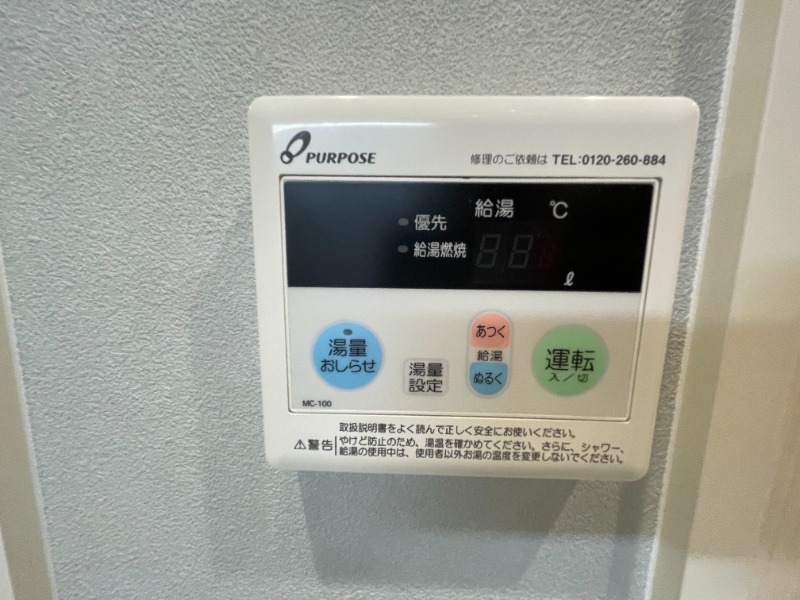 PURPOSE
修理のご依頼は TEL:0120-260-884
給湯 ℃
優先
給湯燃焼
ℓ
湯量
おしらせ
湯量
設定
あつく
給湯
ぬるく
運転
入/切
MC-100
取扱説明書をよく読んで正しく安全にお使いください。
⚠警告 やけど防止のため、湯温を確かめてください。さらに、シャワー、
給湯の使用中は、使用者以外お湯の温度を変更しないでください。